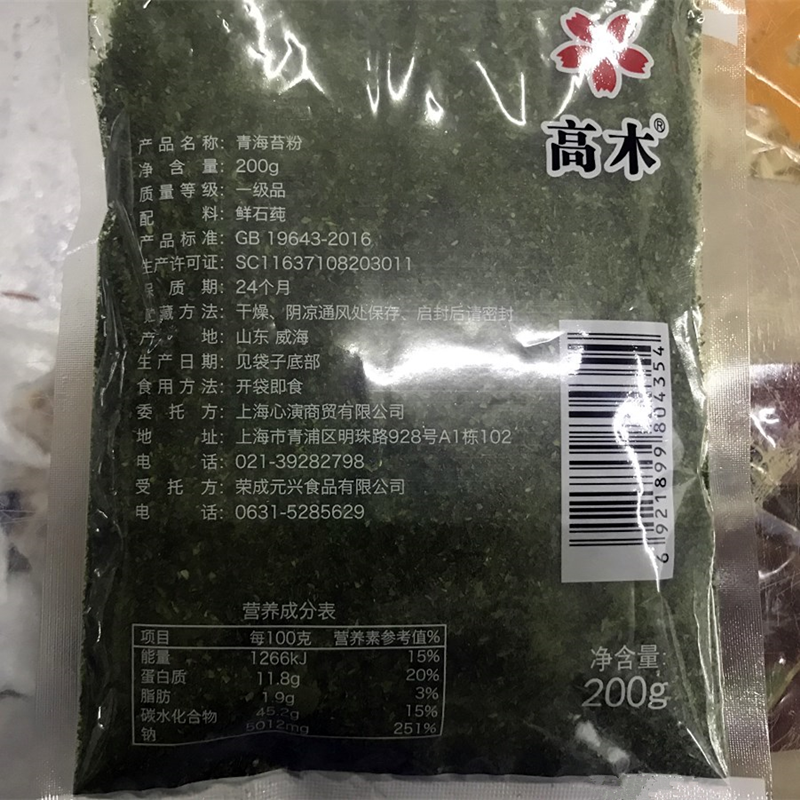 高木®
产品名称：青海苔粉
净含量：200g
质量等级：一级品
配料：鲜石莼
产品标准：GB 19643-2016
生产许可证：SC11637108203011
保质期：24个月
贮藏方法：干燥、阴凉通风处保存、启封后请密封
产地：山东 威海
生产日期：见袋子底部
食用方法：开袋即食
委托方：上海心演商贸有限公司
地址：上海市青浦区明珠路928号A1栋102
电话：021-39282798
受托方：荣成元兴食品有限公司
电话：0631-5285629
6921899804354
营养成分表
项目 每100克 营养素参考值%
能量 1266kJ 15%
蛋白质 11.8g 20%
脂肪 1.9g 3%
碳水化合物 45.2g 15%
钠 5012mg 251%
净含量:
200g